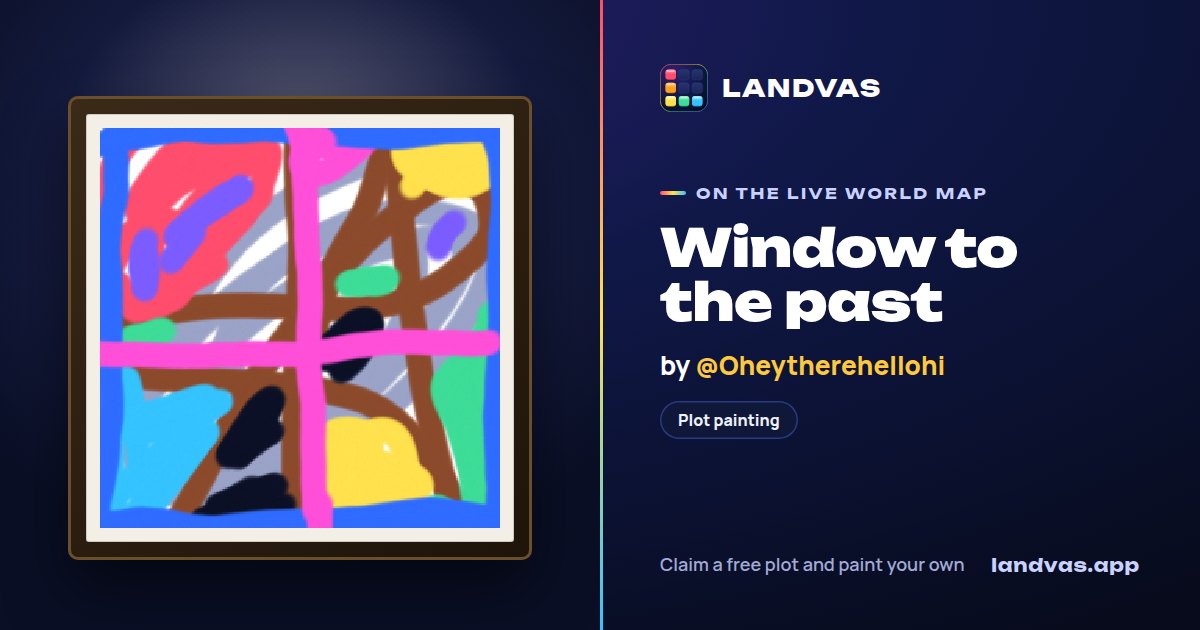 LANDVAS
ON THE LIVE WORLD MAP
Window to
the past
by @Oheytherehellohi
Plot painting
Claim a free plot and paint your own landvas.app